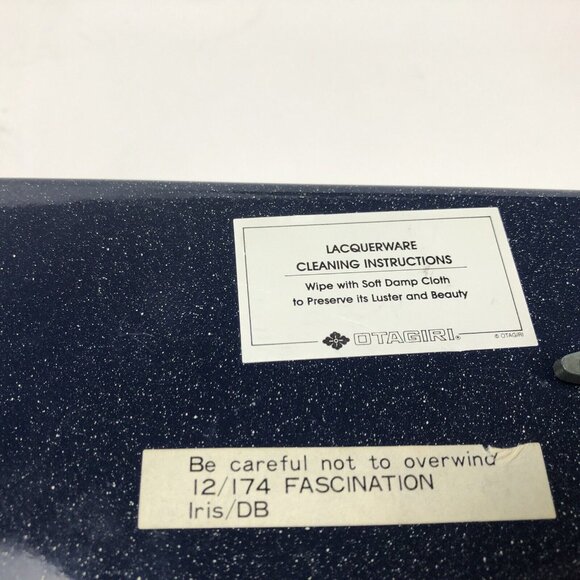 LACQUERWARE
CLEANING INSTRUCTIONS
Wipe with Soft Damp Cloth
to Preserve its Luster and Beauty
OTAGIRI.
© OTAGIRI
Be careful not to overwind
12/174 FASCINATION
Iris/DB